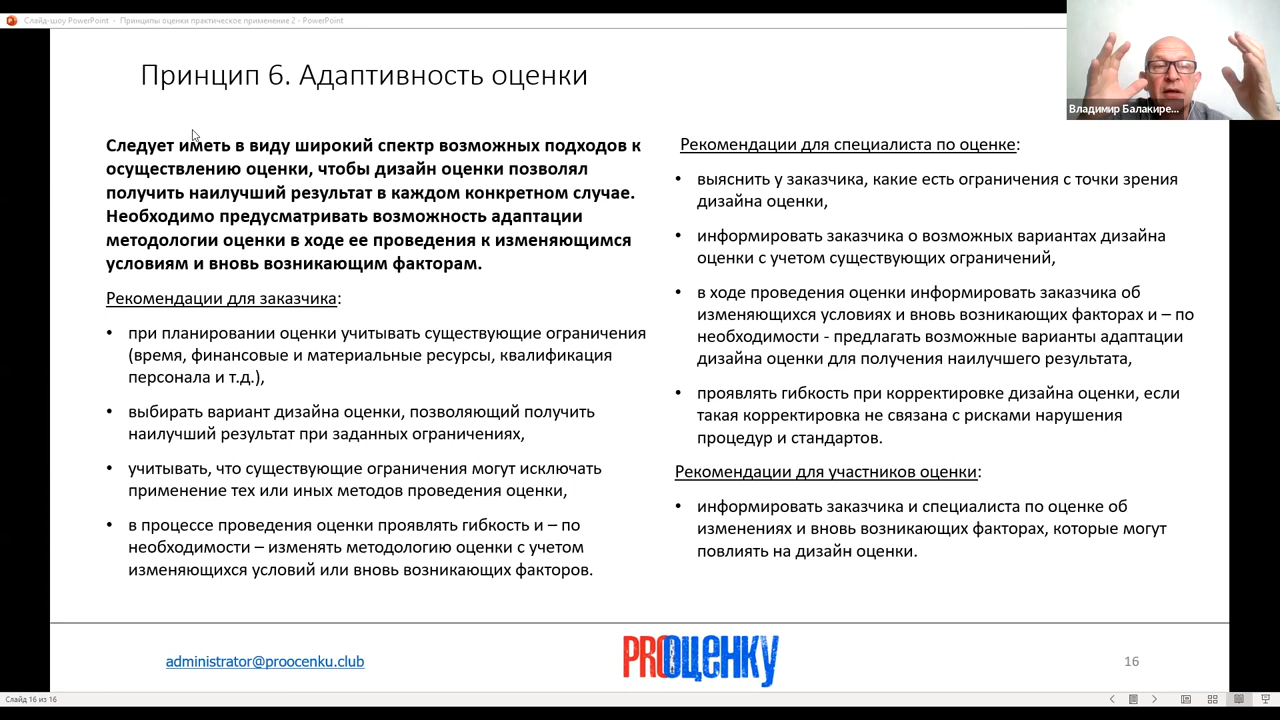 Слайд-шоу PowerPoint - Принципы оценки практическое применение 2 - PowerPoint
Владимир Балакире...
Принцип 6. Адаптивность оценки
Следует иметь в виду широкий спектр возможных подходов к
осуществлению оценки, чтобы дизайн оценки позволял
получить наилучший результат в каждом конкретном случае.
Необходимо предусматривать возможность адаптации
методологии оценки в ходе ее проведения к изменяющимся
условиям и вновь возникающим факторам.
Рекомендации для заказчика:
• при планировании оценки учитывать существующие ограничения
(время, финансовые и материальные ресурсы, квалификация
персонала и т.д.),
• выбирать вариант дизайна оценки, позволяющий получить
наилучший результат при заданных ограничениях,
• учитывать, что существующие ограничения могут исключать
применение тех или иных методов проведения оценки,
• в процессе проведения оценки проявлять гибкость и – по
необходимости – изменять методологию оценки с учетом
изменяющихся условий или вновь возникающих факторов.
Рекомендации для специалиста по оценке:
• выяснить у заказчика, какие есть ограничения с точки зрения
дизайна оценки,
• информировать заказчика о возможных вариантах дизайна
оценки с учетом существующих ограничений,
• в ходе проведения оценки информировать заказчика об
изменяющихся условиях и вновь возникающих факторах и – по
необходимости - предлагать возможные варианты адаптации
дизайна оценки для получения наилучшего результата,
• проявлять гибкость при корректировке дизайна оценки, если
такая корректировка не связана с рисками нарушения
процедур и стандартов.
Рекомендации для участников оценки:
• информировать заказчика и специалиста по оценке об
изменениях и вновь возникающих факторах, которые могут
повлиять на дизайн оценки.
administrator@proocenku.club
PROОЦЕНКУ
16
Слайд 16 из 16